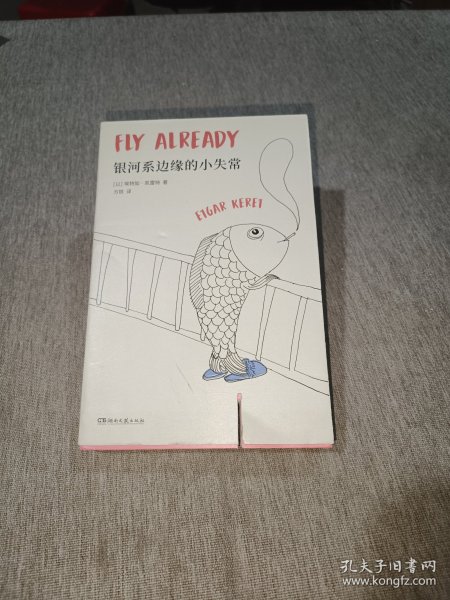 FLY ALREADY
银河系边缘的小失常
[以] 埃特加·凯雷特 著
方铁 译
ETGAR KERET
湖南文艺出版社
孔夫子旧书网
www.kongfz.com